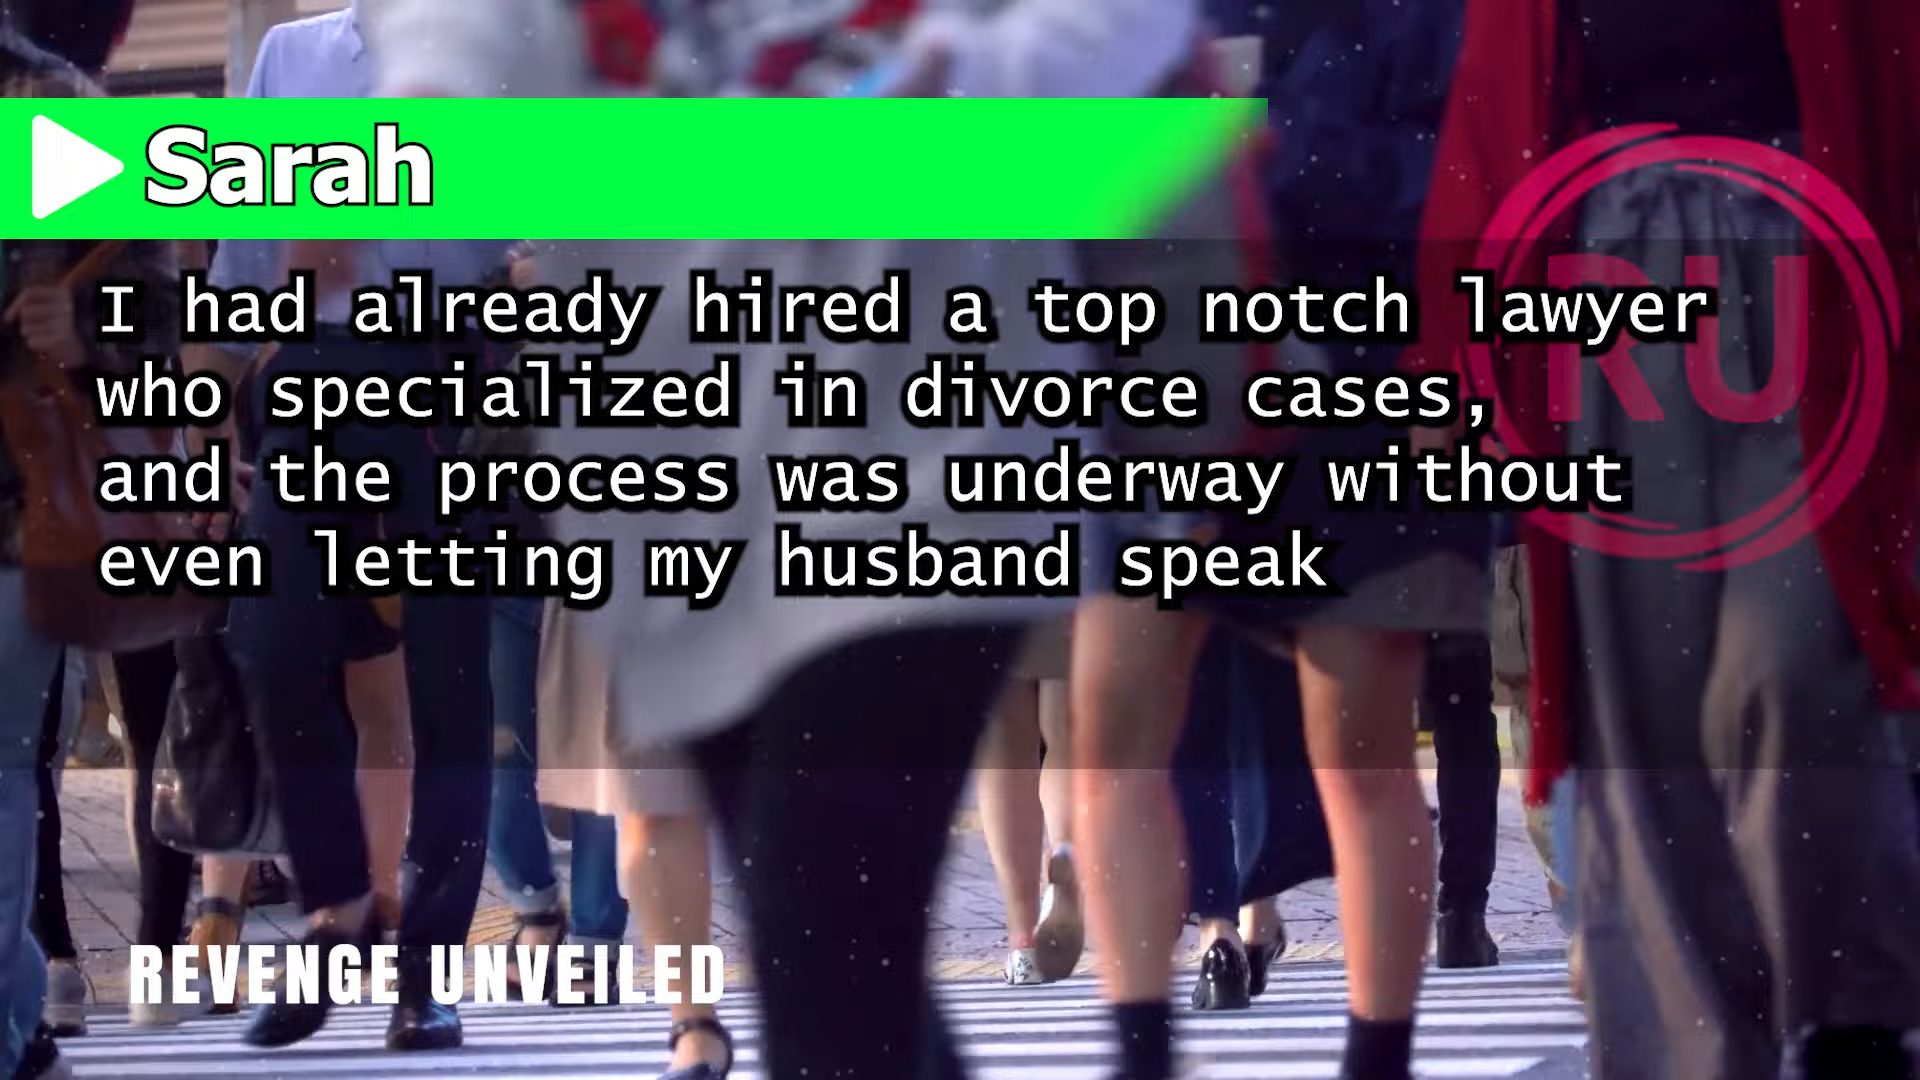 Sarah
I had already hired a top notch lawyer
who specialized in divorce cases,
and the process was underway without
even letting my husband speak
RU
REVENGE UNVEILED